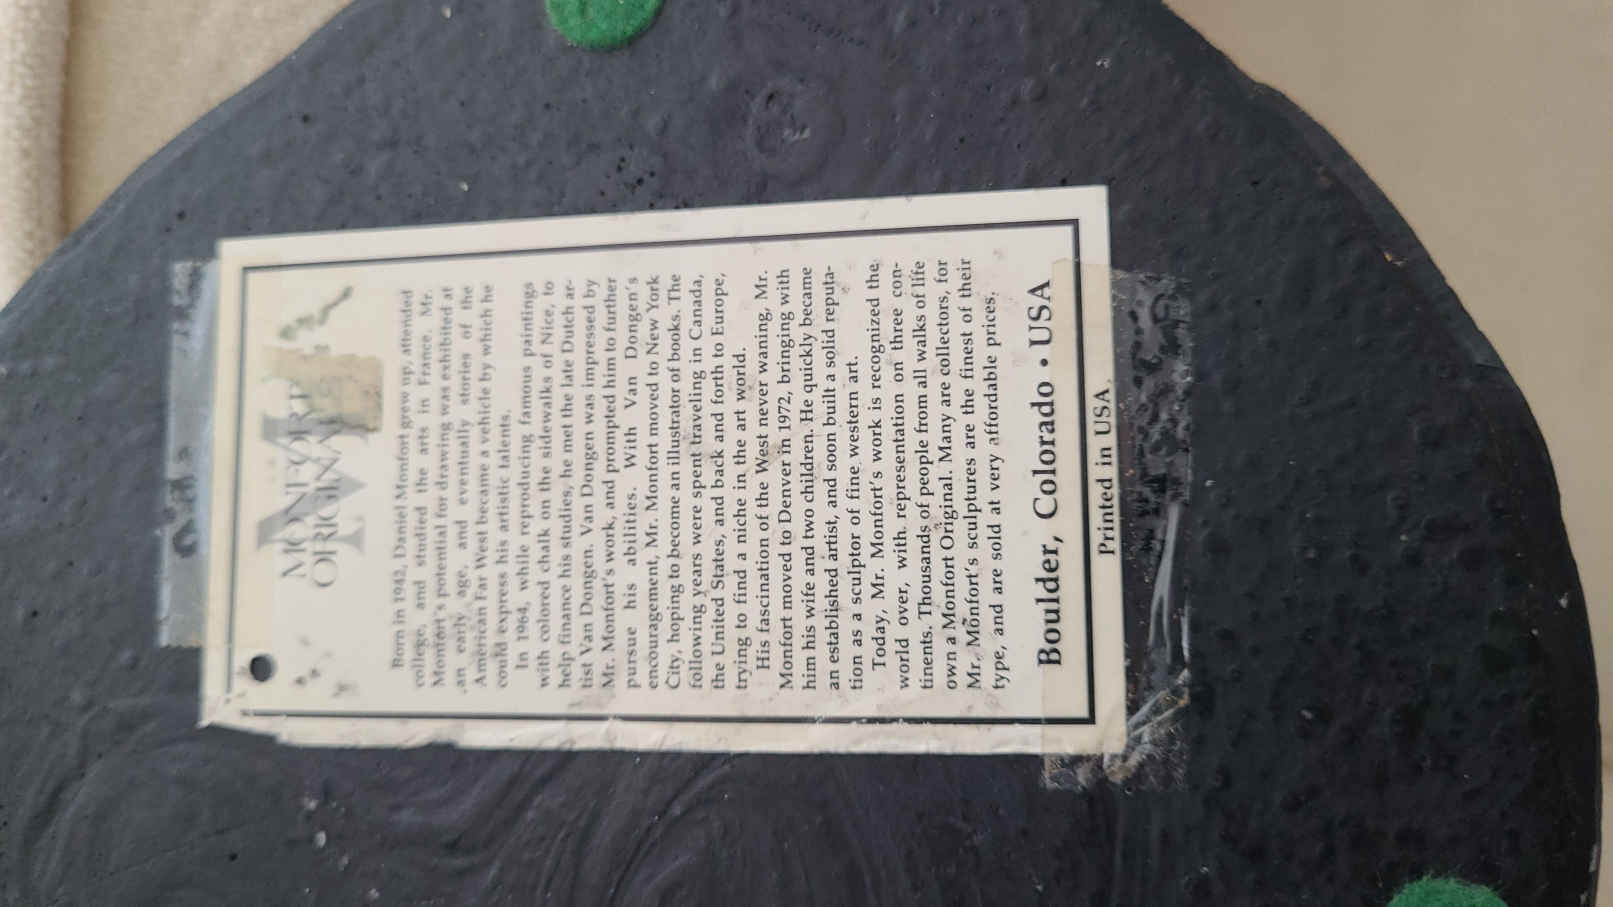 MONFORT
ORIGINAL
Born in 1942, Daniel Monfort grew up, attended
college, and studied the arts in France. Mr.
Monfort's potential for drawing was exhibited at
an early age, and eventually stories of the
American Far West became a vehicle by which he
could express his artistic talents.
In 1964, while reproducing famous paintings
with colored chalk on the sidewalks of Nice, to
help finance his studies, he met the late Dutch ar-
tist Van Dongen. Van Dongen was impressed by
Mr. Monfort's work, and prompted him to further
pursue his abilities. With Van Dongen's
encouragement, Mr. Monfort moved to New York
City, hoping to become an illustrator of books. The
following years were spent traveling in Canada,
the United States, and back and forth to Europe,
trying to find a niche in the art world.
His fascination of the West never waning, Mr.
Monfort moved to Denver in 1972, bringing with
him his wife and two children. He quickly became
an established artist, and soon built a solid reputa-
tion as a sculptor of fine western art.
Today, Mr. Monfort's work is recognized the
world over, with representation on three con-
tinents. Thousands of people from all walks of life
own a Monfort Original. Many are collectors, for
Mr. Monfort's sculptures are the finest of their
type, and are sold at very affordable prices.
Boulder, Colorado • USA
Printed in USA.